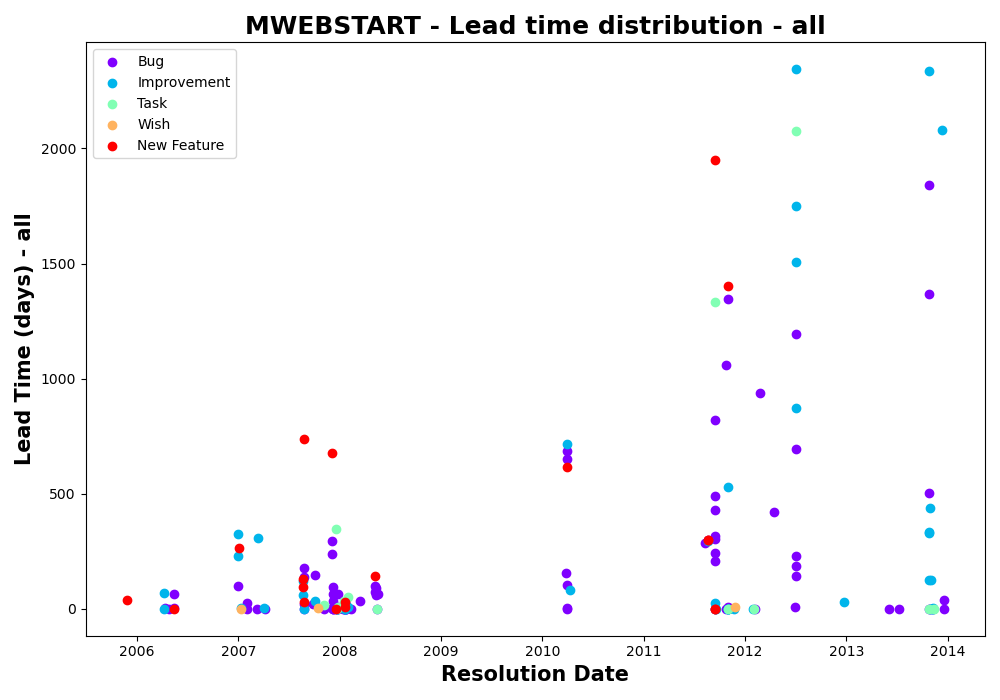 MWEBSTART - Lead time distribution - all
Bug
Improvement
Task
Wish
New Feature
Lead Time (days) - all
2000
1500
1000
500
0
2006 2007 2008 2009 2010 2011 2012 2013 2014
Resolution Date